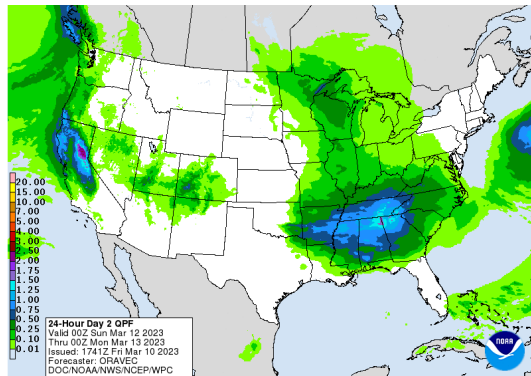 20.00
15.00
10.00
7.00
5.00
4.00
3.00
2.50
2.00
1.75
1.50
1.25
1.00
0.75
0.50
0.25
0.10
0.01
24-Hour Day 2 QPF
Valid 00Z Sun Mar 12 2023
Thru 00Z Mon Mar 13 2023
Issued: 1741Z Fri Mar 10 2023
Forecaster: ORAVEC
DOC/NOAA/NWS/NCEP/WPC
NOAA